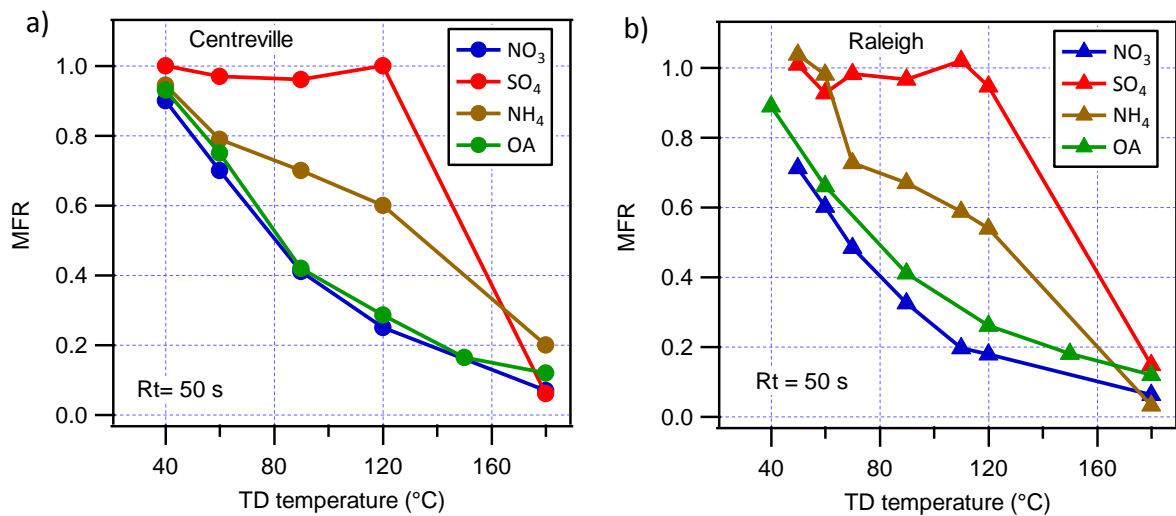 a)
Centreville
NO₃
SO₄
NH₄
OA
1.0
0.8
0.6
0.4
0.2
0.0
MFR
Rt= 50 s
40
80
120
160
TD temperature (°C)
b)
Raleigh
NO₃
SO₄
NH₄
OA
1.0
0.8
0.6
0.4
0.2
0.0
MFR
Rt = 50 s
40
80
120
160
TD temperature (°C)